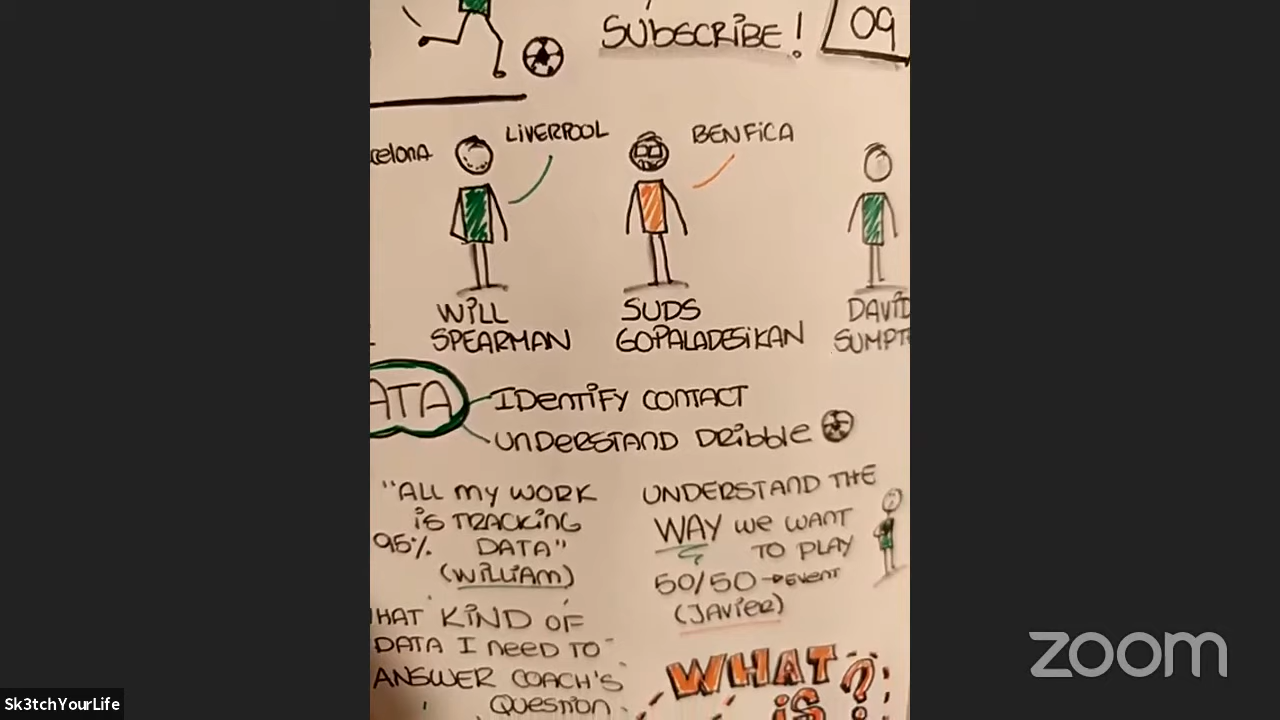 SUBSCRIBE!
09
LIVERPOOL
BENFICA
celona
WILL
SPEARMAN
SUDS
GOPALADESIKAN
DAVID
SUMPT
ATA
IDENTIFY CONTACT
UNDERSTAND DRIBBLE
"ALL MY WORK
IS TRACKING
95% DATA"
(WILLIAM)
UNDERSTAND THE
WAY WE WANT
TO PLAY
50/50 → EVENT
(JAVIER)
HAT KIND OF
DATA I NEED TO
ANSWER COACH'S
QUESTION
WHAT
IS ?
zoom
Sk3tchYourLife